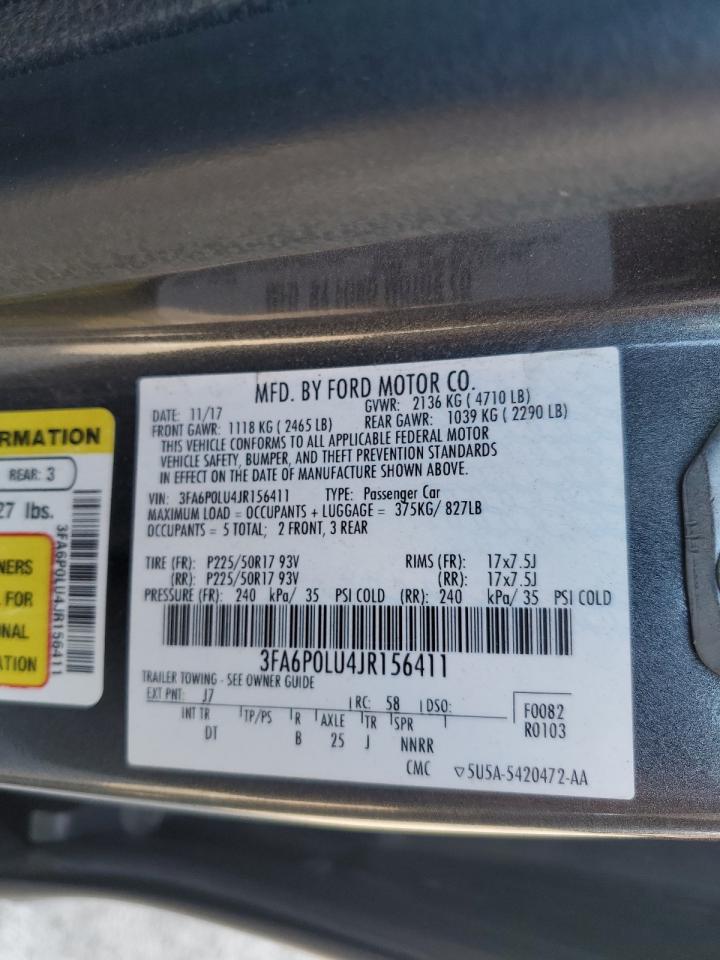 MFD. BY FORD MOTOR CO.
DATE: 11/17 GVWR: 2136 KG ( 4710 LB)
FRONT GAWR: 1118 KG ( 2465 LB) REAR GAWR: 1039 KG ( 2290 LB)
THIS VEHICLE CONFORMS TO ALL APPLICABLE FEDERAL MOTOR
VEHICLE SAFETY, BUMPER, AND THEFT PREVENTION STANDARDS
IN EFFECT ON THE DATE OF MANUFACTURE SHOWN ABOVE.
VIN: 3FA6P0LU4JR156411 TYPE: Passenger Car
MAXIMUM LOAD = OCCUPANTS + LUGGAGE = 375KG/ 827LB
OCCUPANTS = 5 TOTAL; 2 FRONT, 3 REAR
TIRE (FR): P225/50R17 93V RIMS (FR): 17x7.5J
(RR): P225/50R17 93V (RR): 17x7.5J
PRESSURE (FR): 240 kPa/ 35 PSI COLD (RR): 240 kPa/ 35 PSI COLD
3FA6P0LU4JR156411
TRAILER TOWING - SEE OWNER GUIDE
EXT PNT: J7 RC: 58 DSO: F0082
INT TR TP/PS R AXLE TR SPR R0103
DT B 25 J NNRR
CMC ▽5U5A-5420472-AA
RMATION
REAR: 3
27 lbs.
NERS
L FOR
ONAL
ATION
3FA6P0LU4JR156411